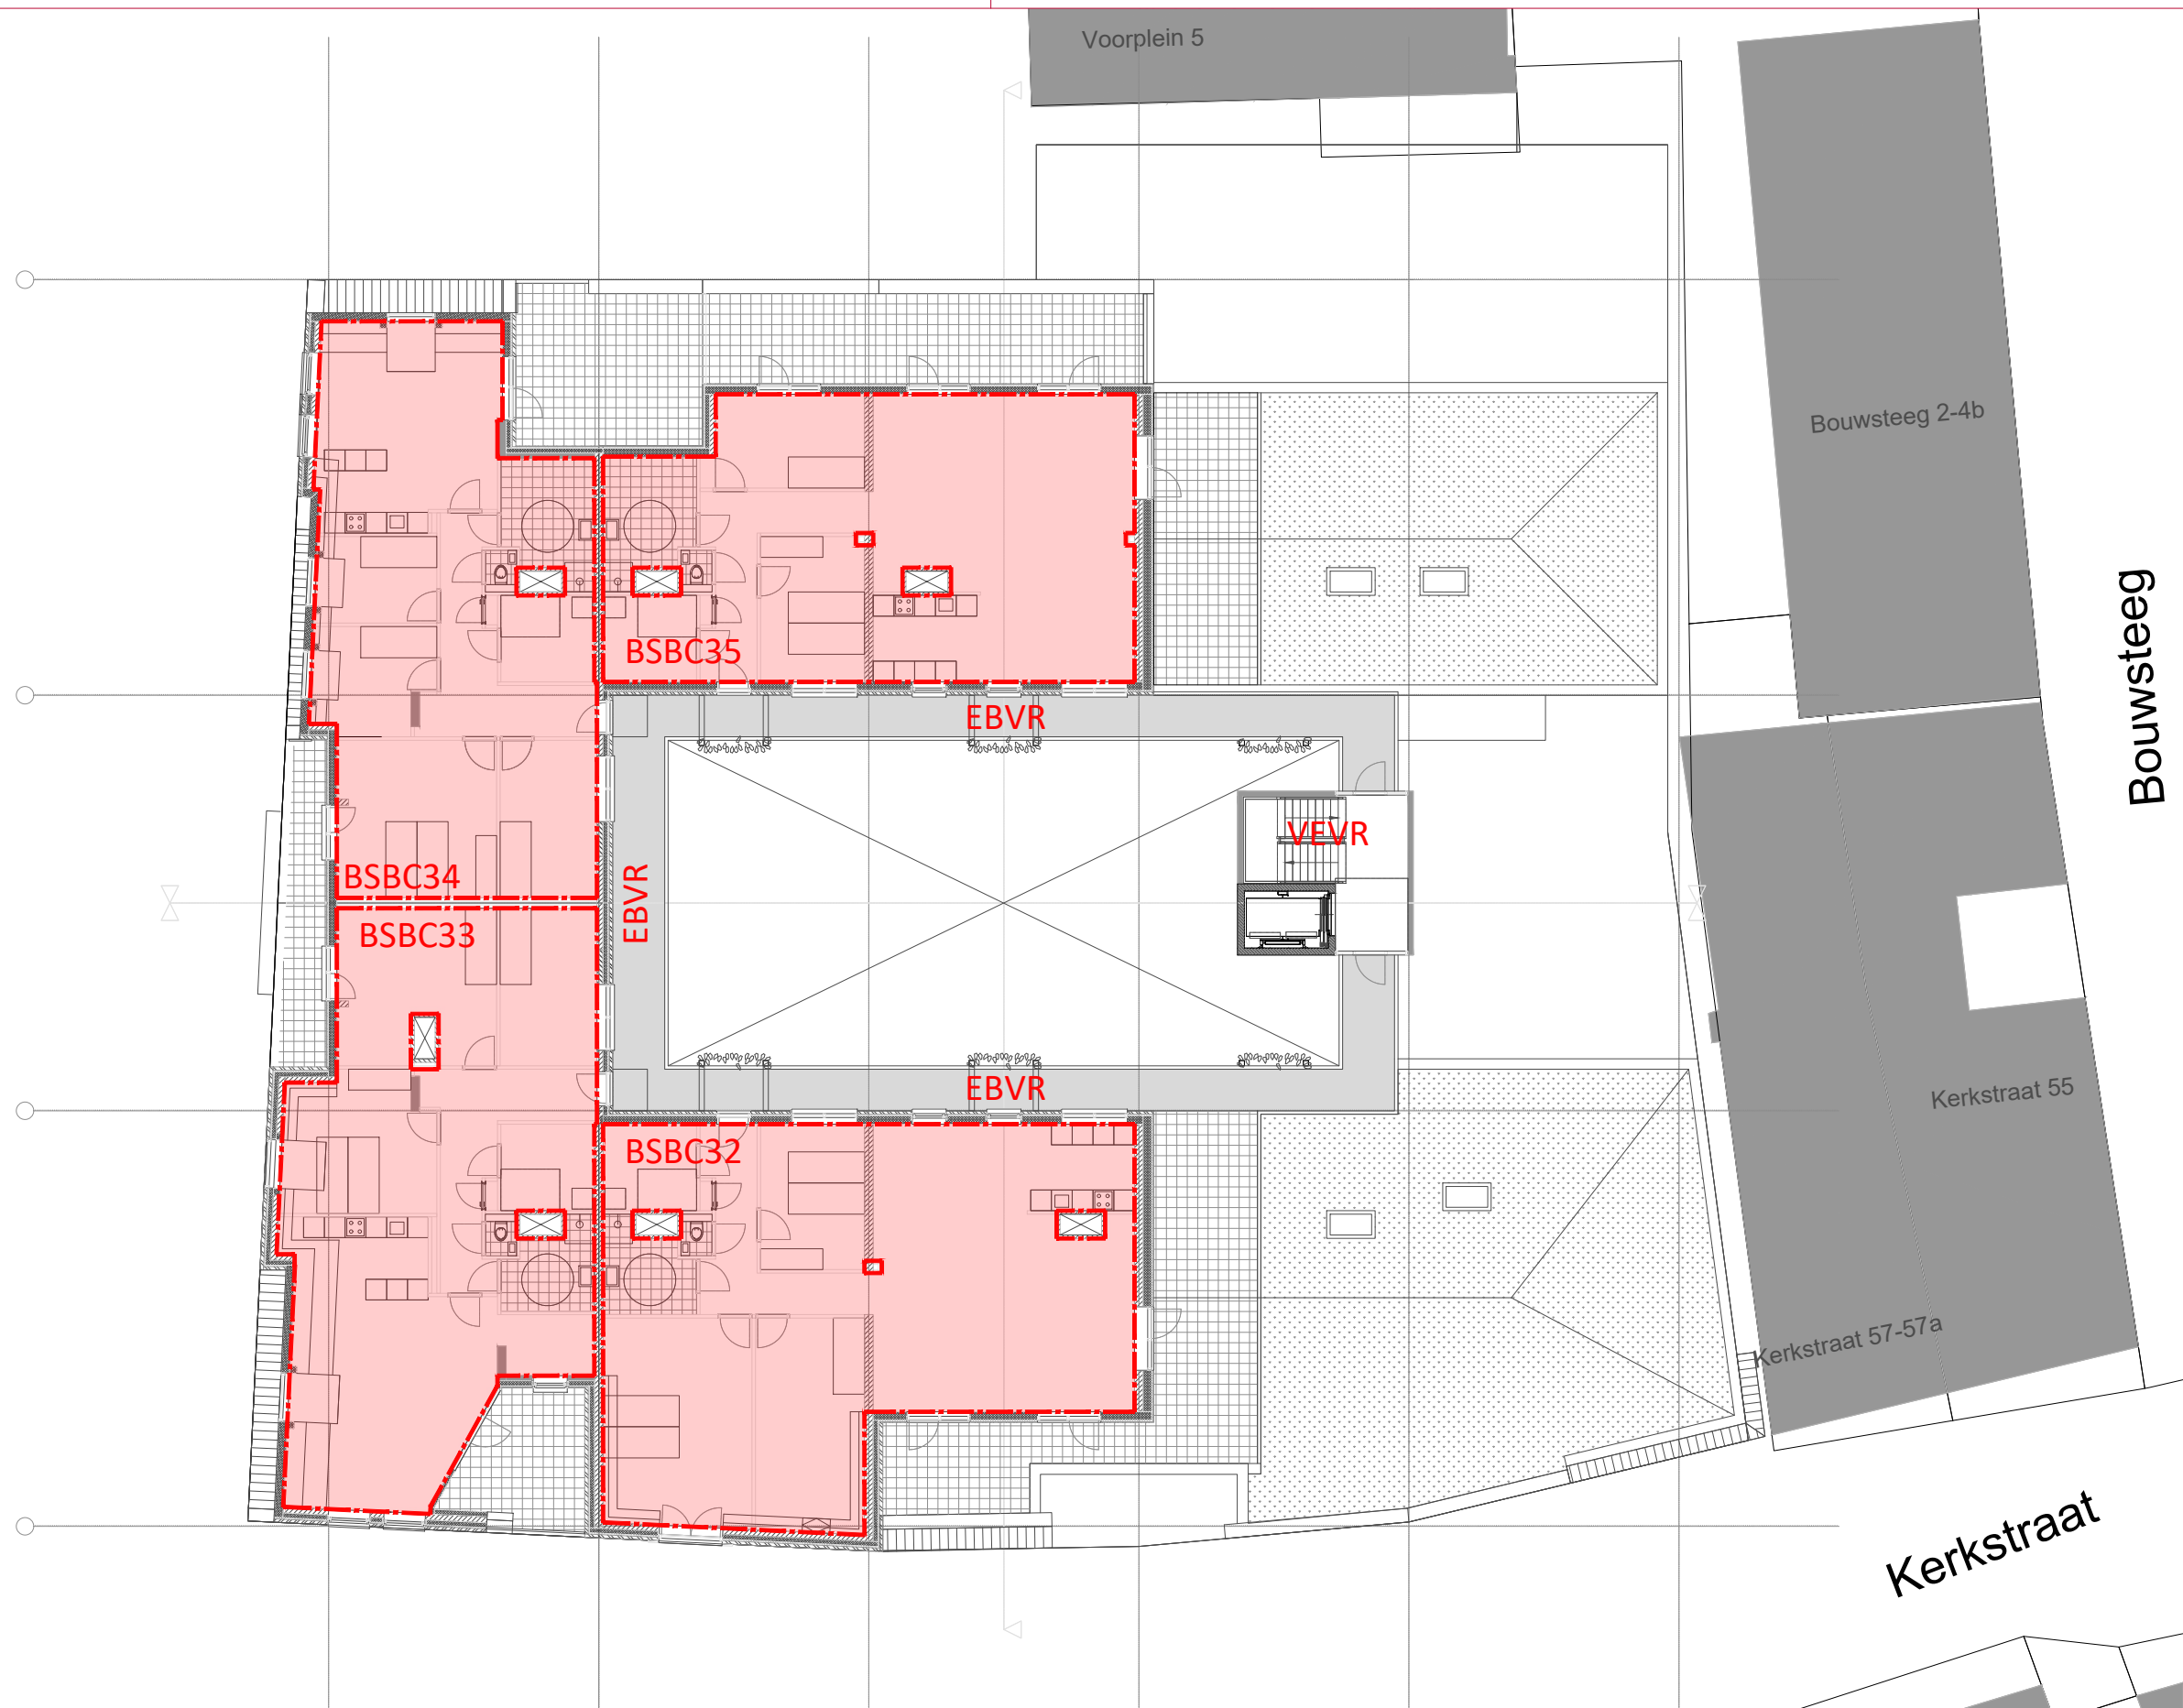 Voorplein 5
Bouwsteeg 2-4b
Bouwsteeg
BSBC35
EBVR
VEVR
BSBC34
EBVR
BSBC33
EBVR
Kerkstraat 55
BSBC32
Kerkstraat 57-57a
Kerkstraat